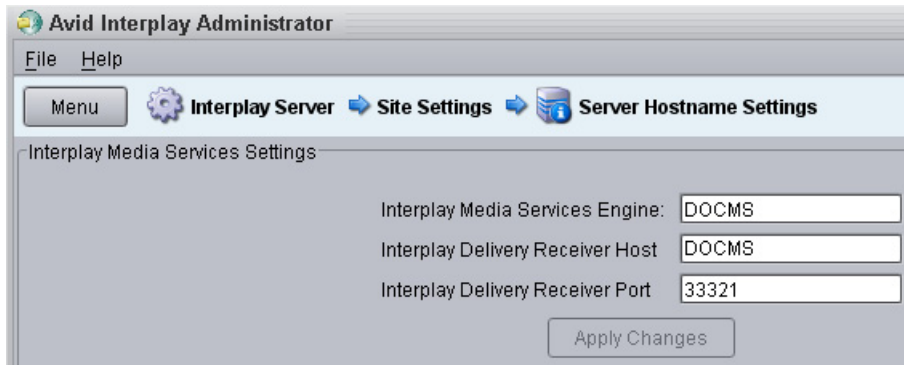 Avid Interplay Administrator
File Help
Menu Interplay Server Site Settings Server Hostname Settings
Interplay Media Services Settings
Interplay Media Services Engine: DOCMS
Interplay Delivery Receiver Host DOCMS
Interplay Delivery Receiver Port 33321
Apply Changes